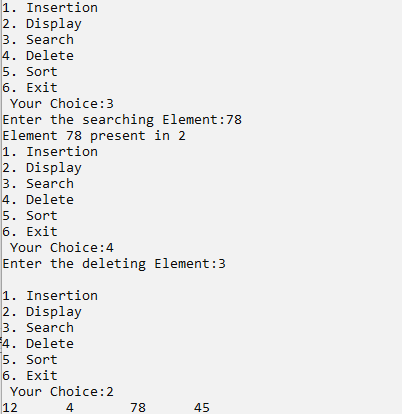 1. Insertion
2. Display
3. Search
4. Delete
5. Sort
6. Exit
 Your Choice:3
Enter the searching Element:78
Element 78 present in 2
1. Insertion
2. Display
3. Search
4. Delete
5. Sort
6. Exit
 Your Choice:4
Enter the deleting Element:3

1. Insertion
2. Display
3. Search
4. Delete
5. Sort
6. Exit
 Your Choice:2
12      4       78      45